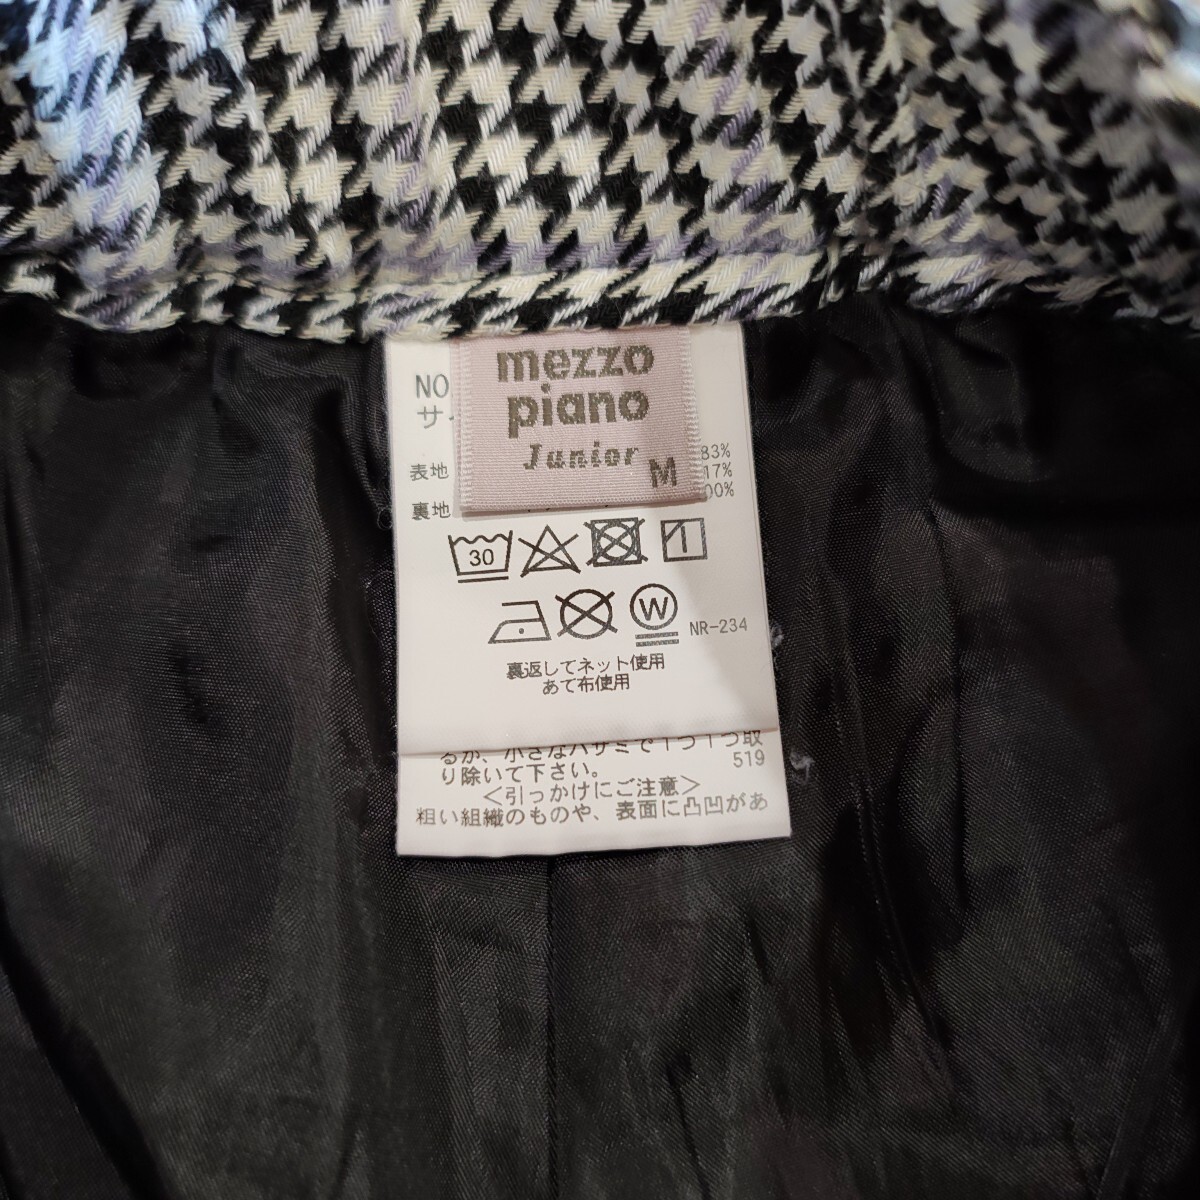 mezzo
piano
Junior
M
NO
サイ
表地
83%
17%
裏地
00%
30
W
NR-234
裏返してネット使用
あて布使用
るか、小さなハサミで1つ1つ取
り除いて下さい。
519
＜引っかけにご注意＞
粗い組織のものや、表面に凸凹があ